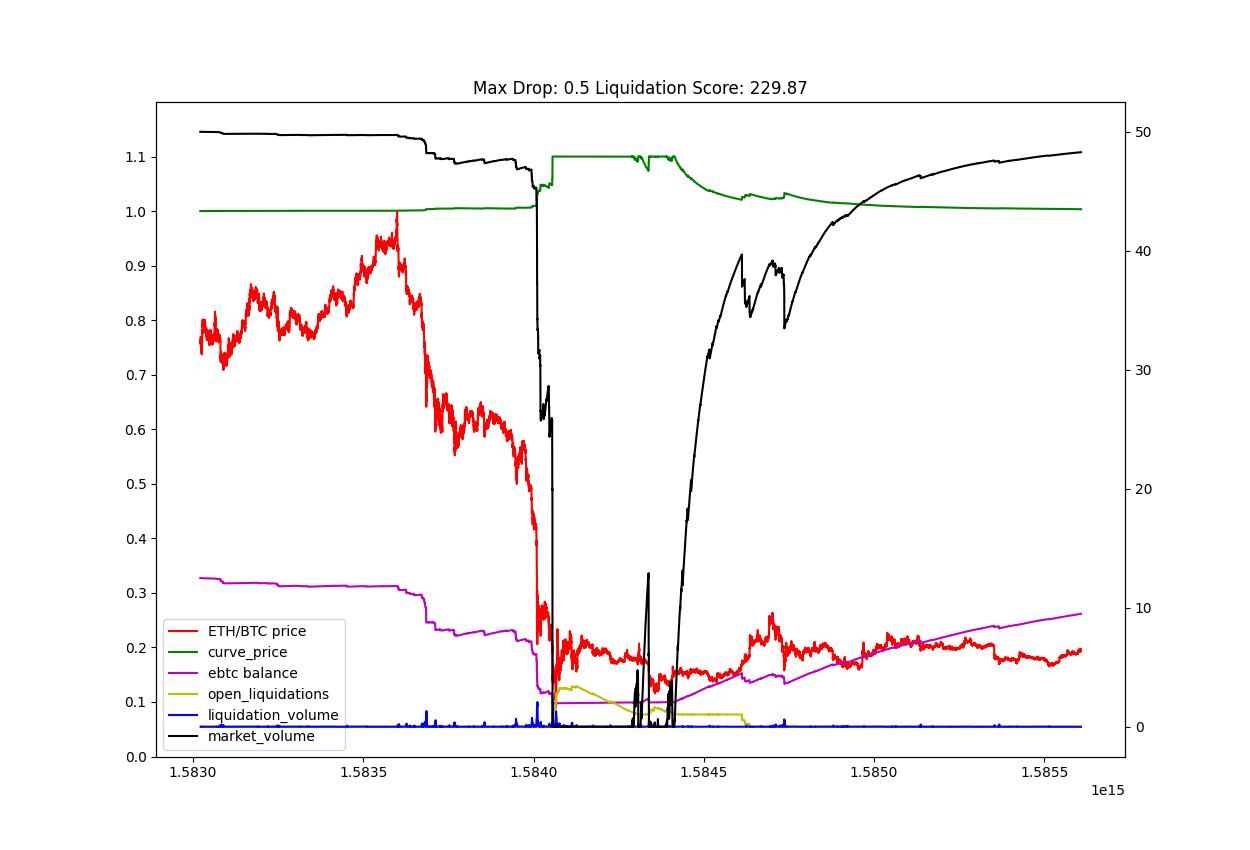 Max Drop: 0.5 Liquidation Score: 229.87
1.1
1.0
0.9
0.8
0.7
0.6
0.5
0.4
0.3
0.2
0.1
0.0
50
40
30
20
10
0
ETH/BTC price
curve_price
ebtc balance
open_liquidations
liquidation_volume
market_volume
1.5830 1.5835 1.5840 1.5845 1.5850 1.5855
1e15